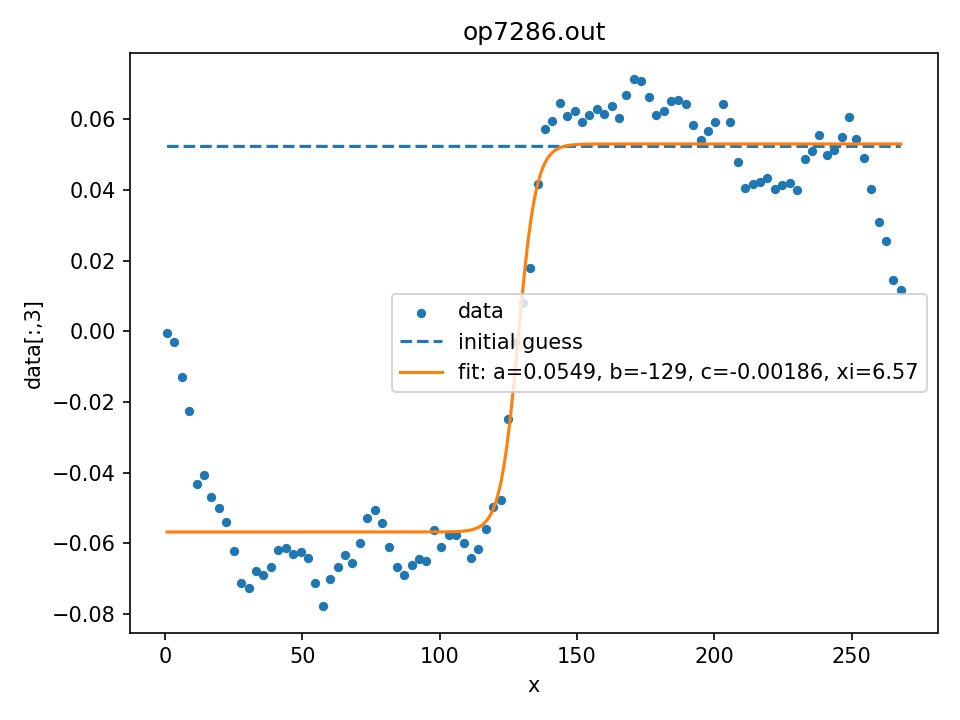 op7286.out
data[:,3]
0.06
0.04
0.02
0.00
−0.02
−0.04
−0.06
−0.08
data
initial guess
fit: a=0.0549, b=-129, c=-0.00186, xi=6.57
0 50 100 150 200 250
x